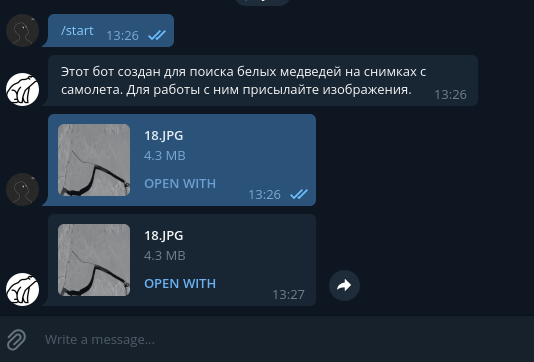 /start 13:26
Этот бот создан для поиска белых медведей на снимках с
самолета. Для работы с ним присылайте изображения. 13:26
18.JPG
4.3 MB
OPEN WITH 13:26
18.JPG
4.3 MB
OPEN WITH 13:27
Write a message...